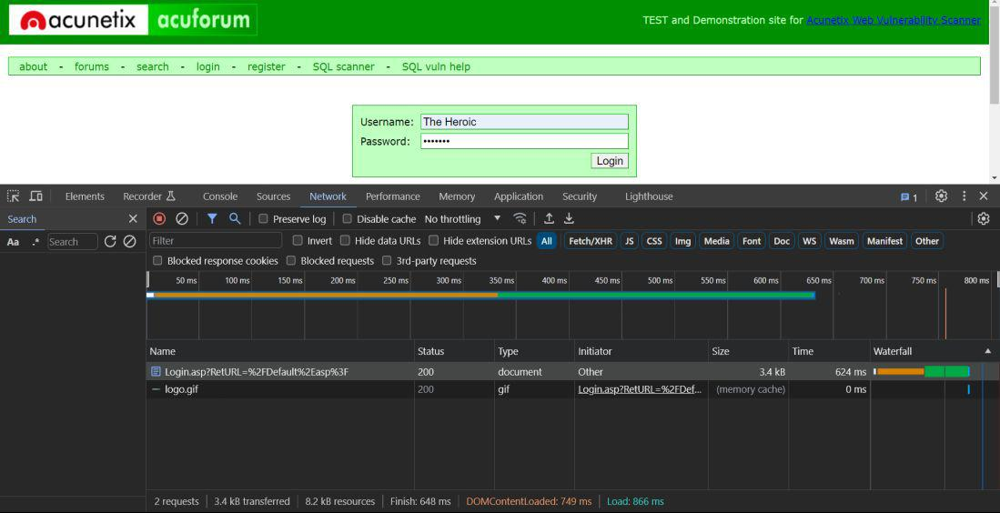 acunetix acuforum
TEST and Demonstration site for Acunetix Web Vulnerability Scanner
about - forums - search - login - register - SQL scanner - SQL vuln help
Username: The Heroic
Password: •••••••
Login
Elements Recorder Console Sources Network Performance Memory Application Security Lighthouse 1
Search
Preserve log Disable cache No throttling
Aa .* Search
Filter Invert Hide data URLs Hide extension URLs All Fetch/XHR JS CSS Img Media Font Doc WS Wasm Manifest Other
Blocked response cookies Blocked requests 3rd-party requests
50 ms 100 ms 150 ms 200 ms 250 ms 300 ms 350 ms 400 ms 450 ms 500 ms 550 ms 600 ms 650 ms 700 ms 750 ms 800 ms
Name Status Type Initiator Size Time Waterfall
Login.asp?RetURL=%2FDefault%2Easp%3F 200 document Other 3.4 kB 624 ms
logo.gif 200 gif Login.asp?RetURL=%2FDef... (memory cache) 0 ms
2 requests 3.4 kB transferred 8.2 kB resources Finish: 648 ms DOMContentLoaded: 749 ms Load: 866 ms